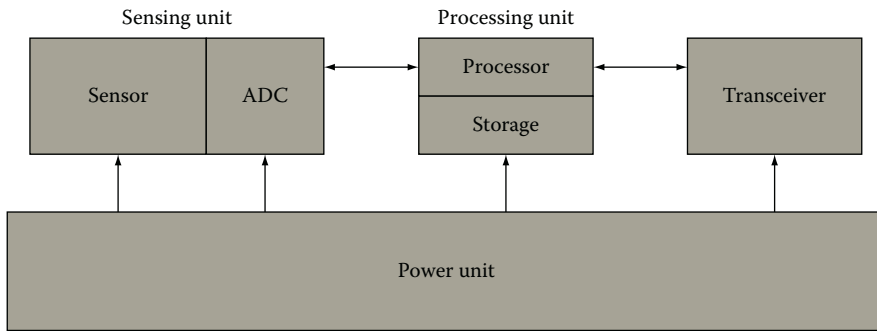 Sensing unit
Processing unit
Sensor
ADC
Processor
Storage
Transceiver
Power unit